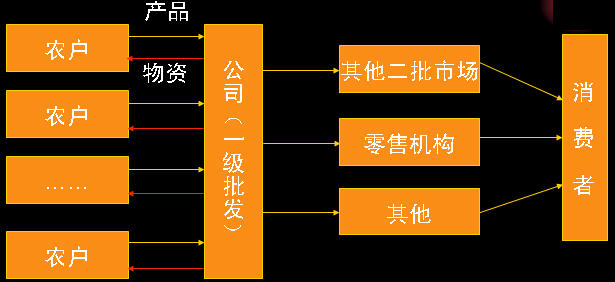 产品
农户
物资
农户
……
农户
公司（一级批发）
其他二批市场
零售机构
其他
消费者